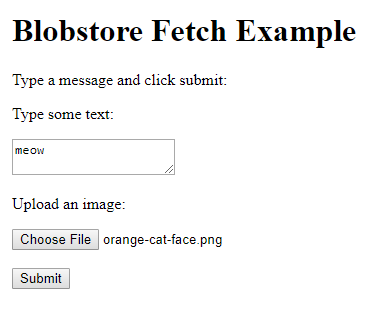 Blobstore Fetch Example
Type a message and click submit:
Type some text:
meow
Upload an image:
Choose File orange-cat-face.png
Submit